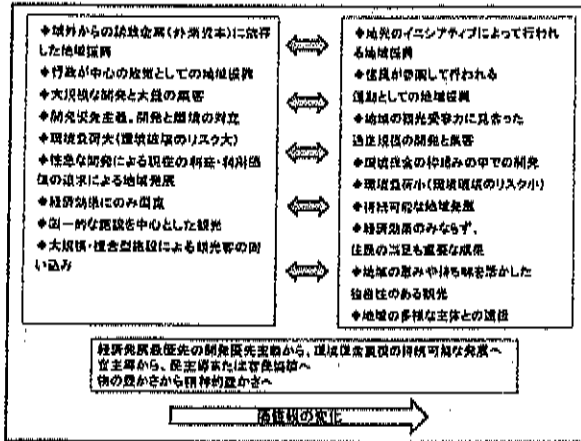 ◆域外からの誘致企業(外来資本)に依存
した地域振興
◆行政が中心の政策としての地域振興
◆大規模な開発と大量の集客
◆開発優先主義。開発と環境の対立
◆環境負荷大(環境破壊のリスク大)
◆性急な開発による現在の利益・利用価
値の追求による地域発展
◆経済効果にのみ固執
◆画一的な施設を中心とした観光
◆大規模・複合型施設による観光客の囲
い込み
◆地元のイニシアティブによって行われ
る地域振興
◆住民が参画して行われる
運動としての地域振興
◆地域の観光受容力に見合った
適正規模の開発と集客
◆環境保全の枠組みの中での開発
◆環境負荷小(環境破壊のリスク小)
◆持続可能な地域発展
◆経済効果のみならず、
住民の満足も重要な成果
◆地域の恵みや持ち味を活かした
独自性のある観光
◆地域の多様な主体との連携
経済発展最優先の開発優先主義から、環境保全重視の持続可能な発展へ
官主導から、民主導または官民協働へ
物の豊かさから精神的豊かさへ
価値観の変化